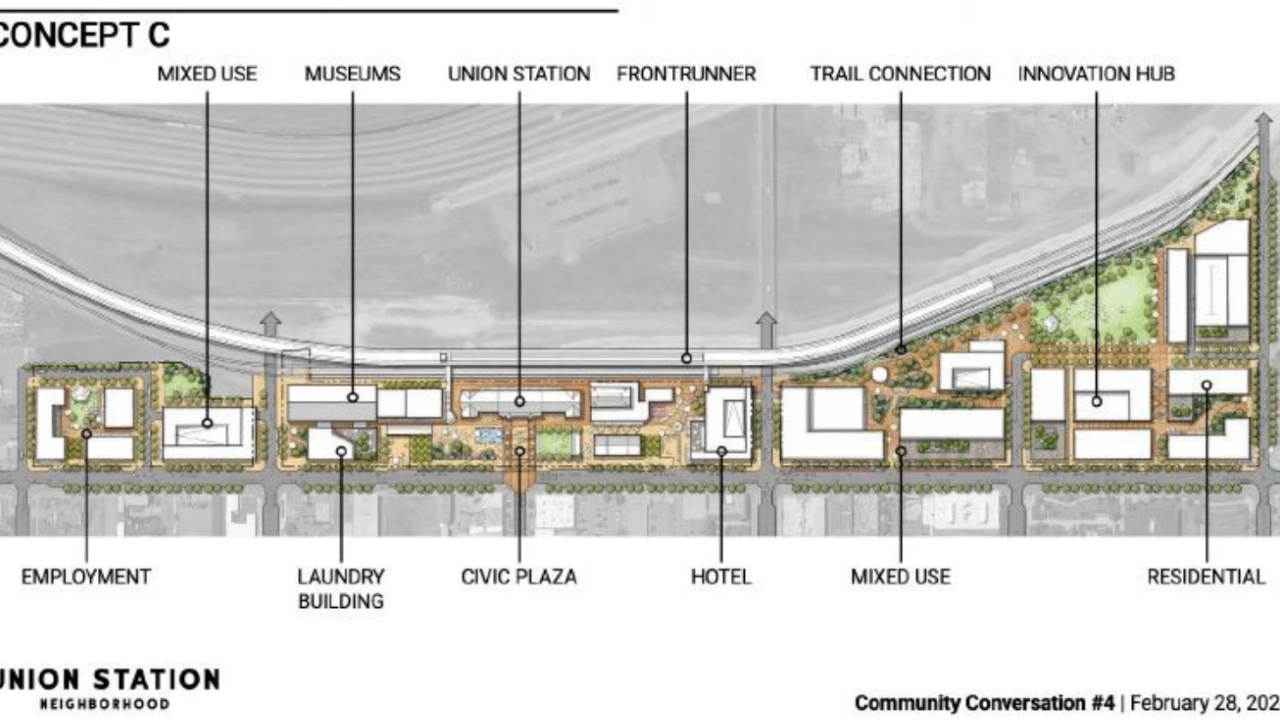 CONCEPT C
MIXED USE MUSEUMS UNION STATION FRONTRUNNER TRAIL CONNECTION INNOVATION HUB
EMPLOYMENT LAUNDRY BUILDING CIVIC PLAZA HOTEL MIXED USE RESIDENTIAL
UNION STATION
NEIGHBORHOOD
Community Conversation #4 | February 28, 202